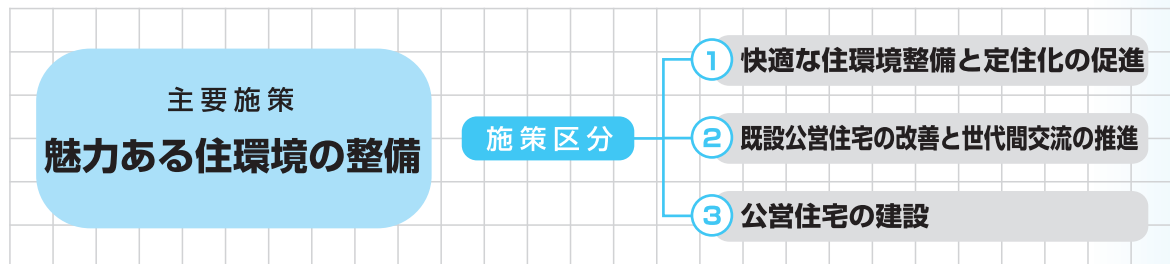 主要施策
魅力ある住環境の整備
施策区分
1 快適な住環境整備と定住化の促進
2 既設公営住宅の改善と世代間交流の推進
3 公営住宅の建設